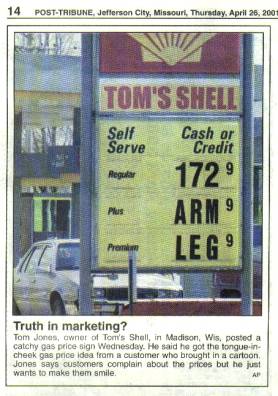 14 POST-TRIBUNE, Jefferson City, Missouri, Thursday, April 26, 2001
TOM'S SHELL
Self Cash or
Serve Credit
Regular 172 9
Plus ARM 9
Premium LEG 9
Truth in marketing?
Tom Jones, owner of Tom's Shell, in Madison, Wis, posted a
catchy gas price sign Wednesday. He said he got the tongue-in-
cheek gas price idea from a customer who brought in a cartoon.
Jones says customers complain about the prices but he just
wants to make them smile. AP